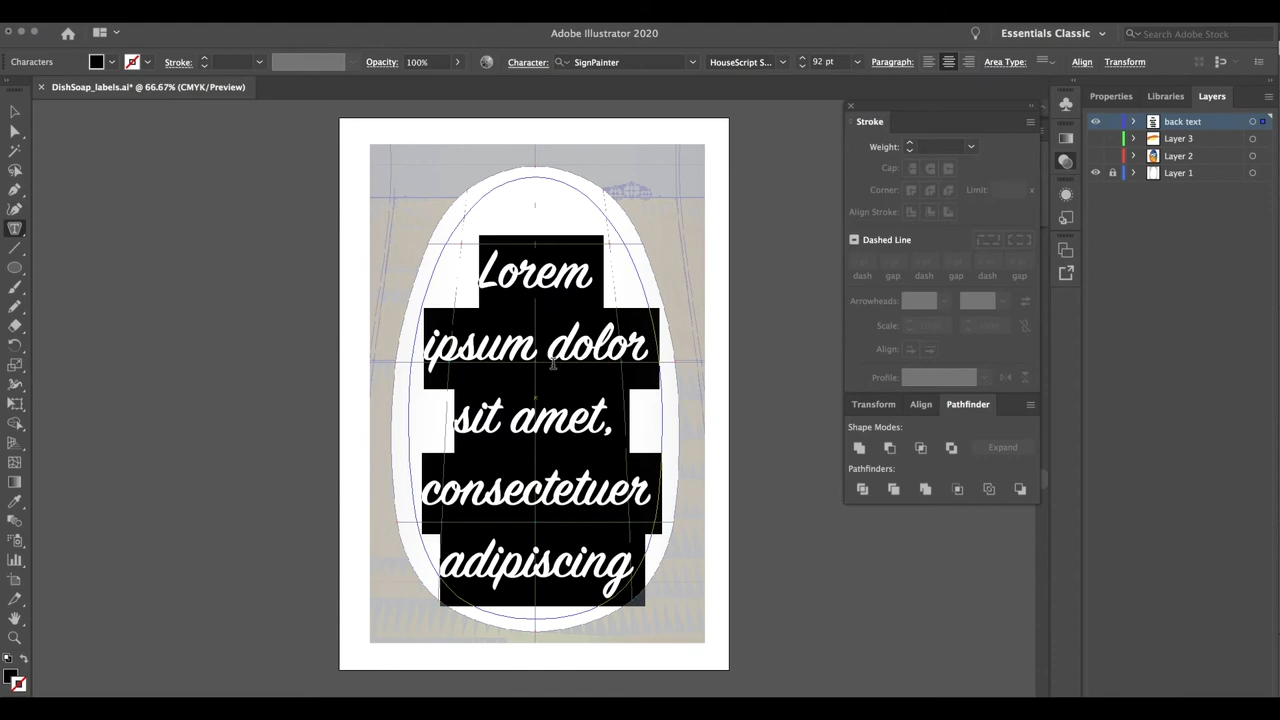 Adobe Illustrator 2020
Essentials Classic
Search Adobe Stock
Characters
Stroke:
Opacity: 100%
Character: SignPainter
HouseScript S...
92 pt
Paragraph:
Area Type:
Align
Transform
× DishSoap_labels.ai* @ 66.67% (CMYK/Preview)
Lorem
ipsum dolor
sit amet,
consectetuer
adipiscing
Stroke
Weight:
Cap:
Corner:
Limit:
x
Align Stroke:
Dashed Line
dash gap dash gap dash gap
Arrowheads:
Scale:
Align:
Profile:
Transform Align Pathfinder
Shape Modes:
Expand
Pathfinders:
Properties Libraries Layers
back text
Layer 3
Layer 2
Layer 1